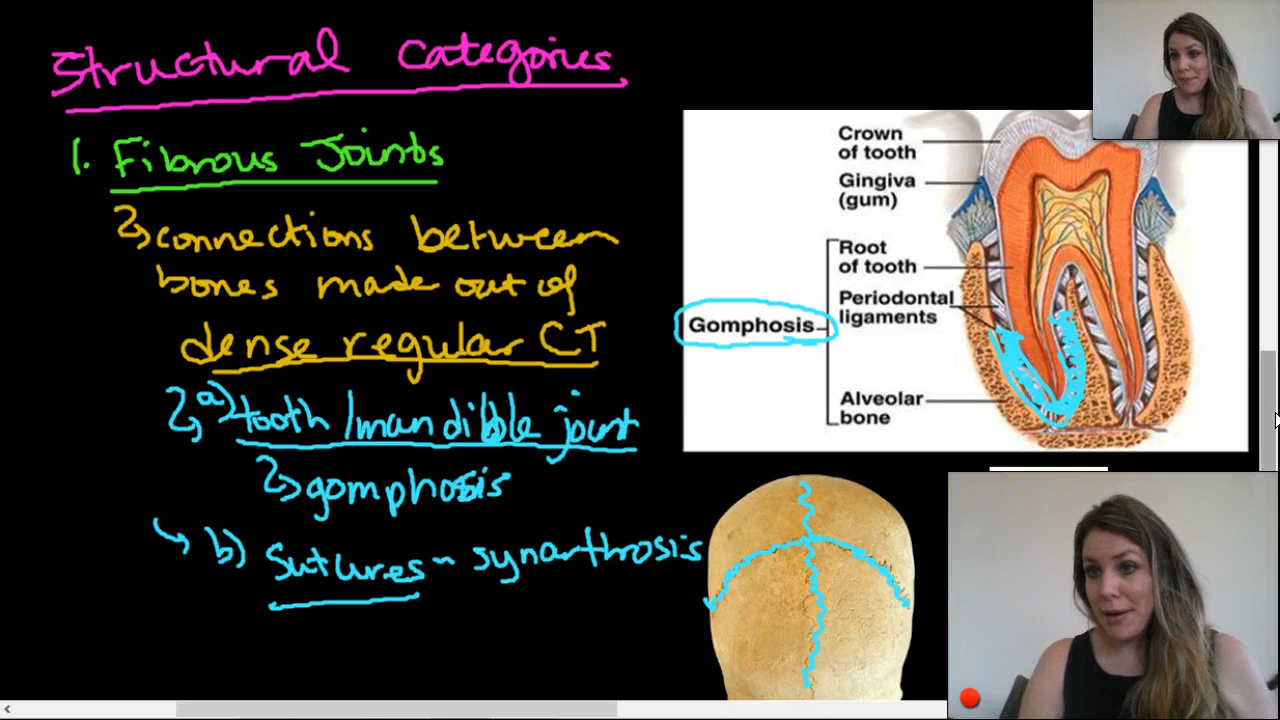 Structural Categories
1. Fibrous Joints
connections between
bones made out of
dense regular CT
a) tooth / mandible joint
gomphosis
b) Sutures - synarthrosis
Crown
of tooth
Gingiva
(gum)
Root
of tooth
Periodontal
ligaments
Gomphosis
Alveolar
bone